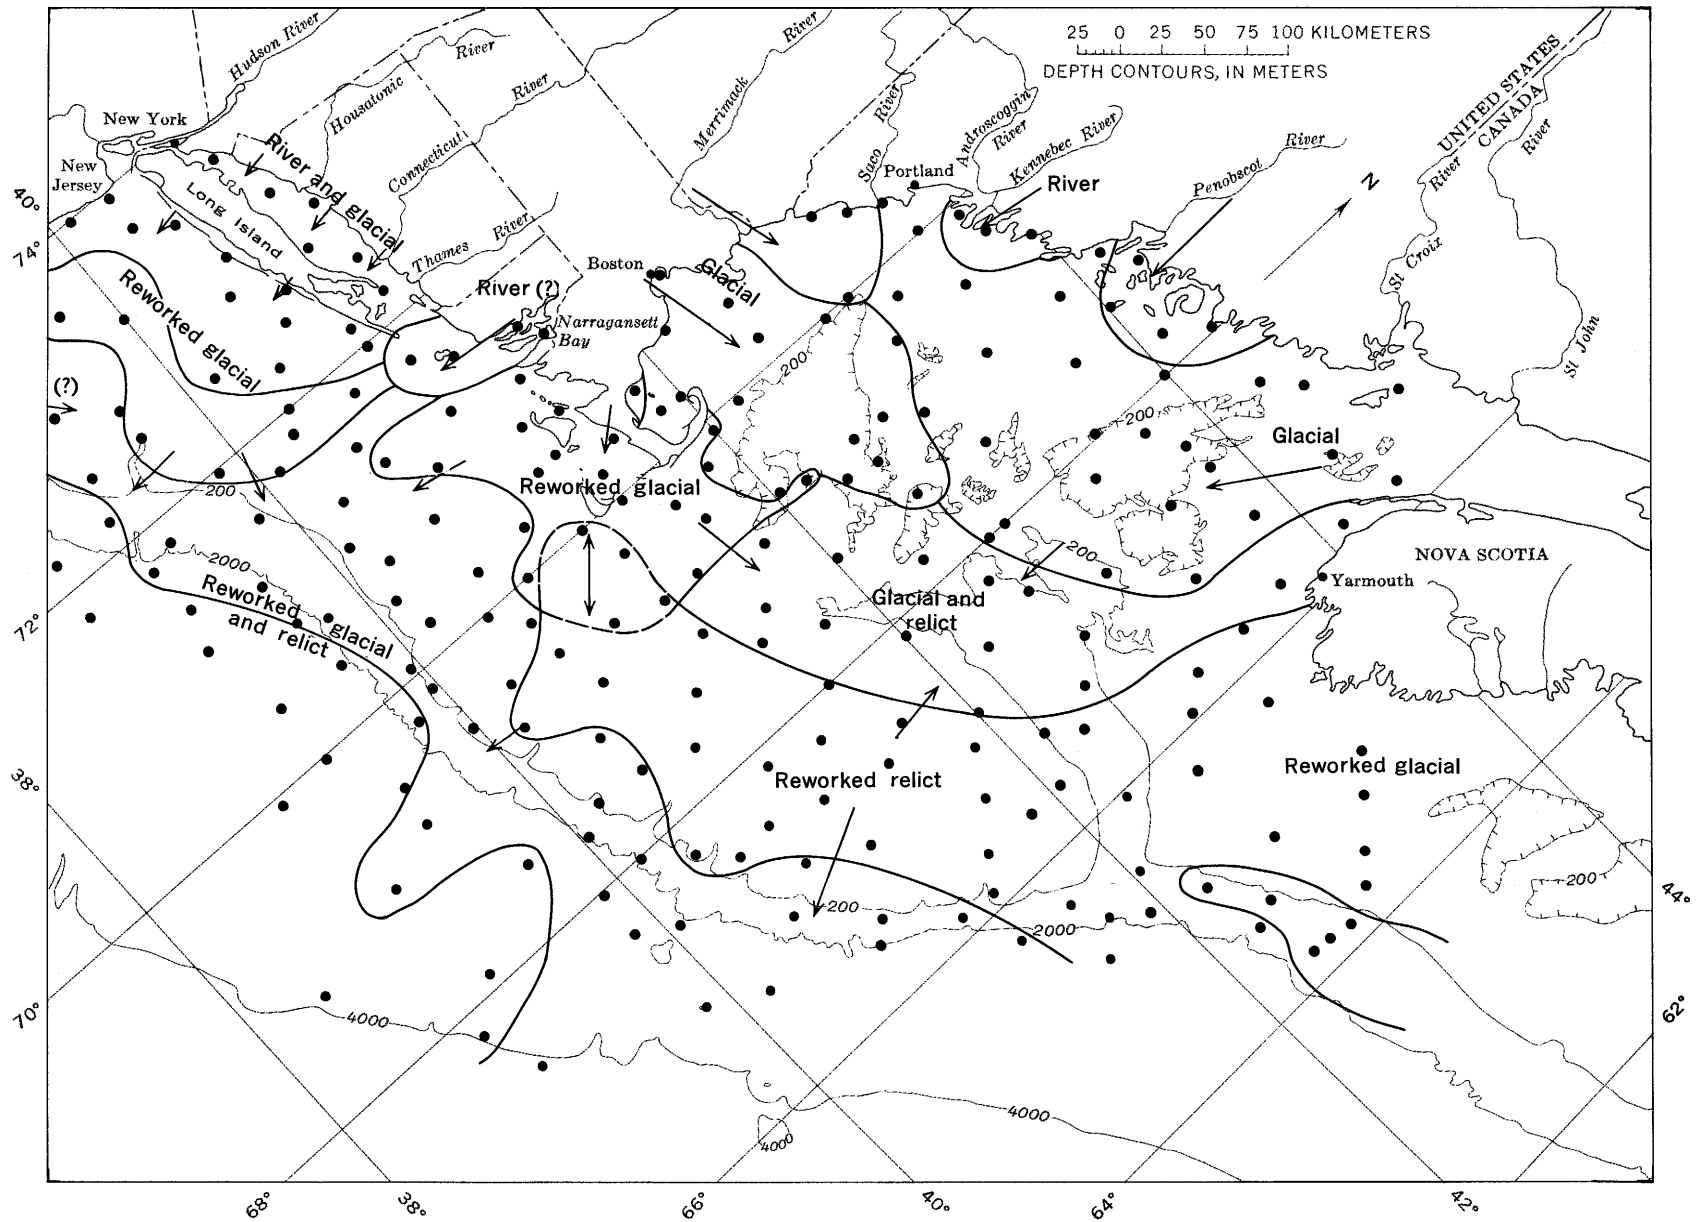 25 0 25 50 75 100 KILOMETERS
DEPTH CONTOURS, IN METERS
UNITED STATES
CANADA
Hudson River
Housatonic
River
Connecticut
River
Merrimack
River
Saco
River
Androscoggin
River
Kennebec River
Penobscot
River
River
St Croix
River
St John
New York
New
Jersey
Long Island
River and glacial
Thames
River
Portland
River
N
Boston
Glacial
River (?)
Narragansett
Bay
Reworked glacial
(?)
200
200
Glacial
200
Reworked glacial
200
2000
NOVA SCOTIA
Yarmouth
Reworked glacial
and relict
Glacial and
relict
Reworked relict
Reworked glacial
200
200
2000
4000
4000
4000
40°
74°
72°
38°
70°
68°
38°
66°
40°
64°
42°
62°
44°